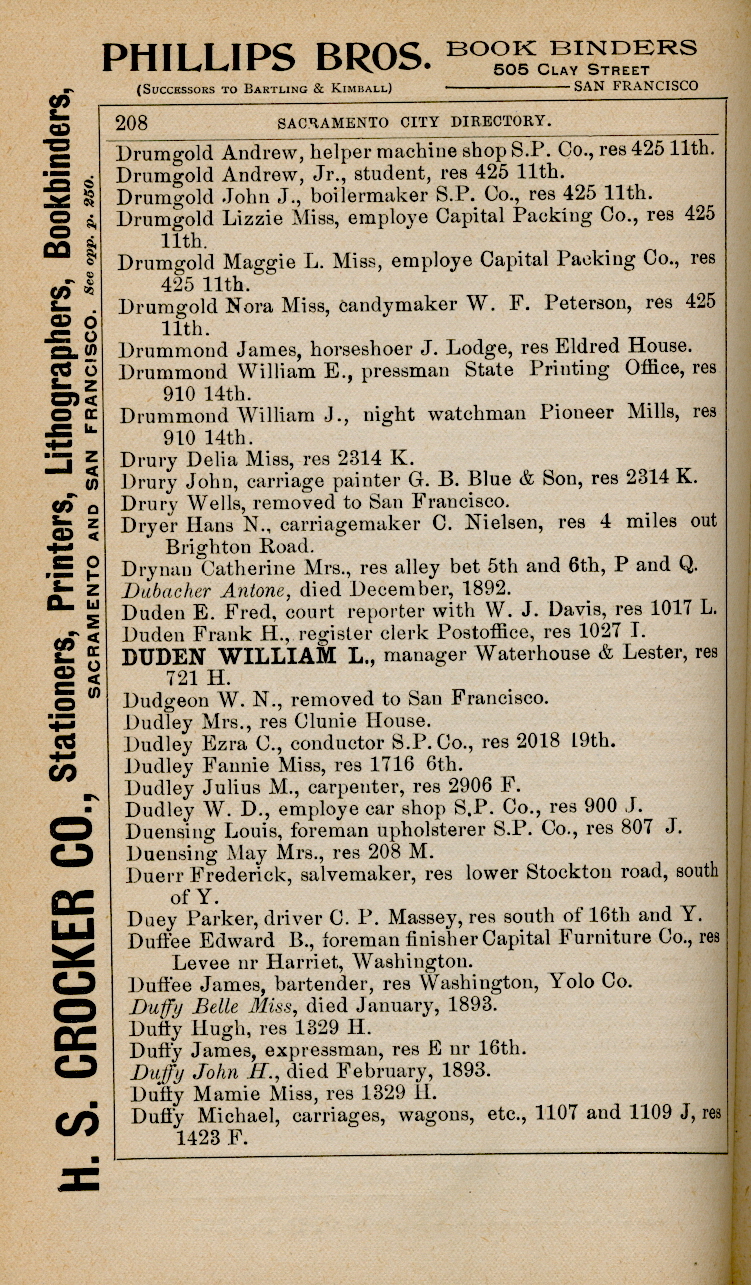 PHILLIPS BROS. BOOK BINDERS
505 CLAY STREET
(SUCCESSORS TO BARTLING & KIMBALL) SAN FRANCISCO
H. S. CROCKER CO., Stationers, Printers, Lithographers, Bookbinders,
SACRAMENTO AND SAN FRANCISCO. See opp. p. 250.
208 SACRAMENTO CITY DIRECTORY.
Drumgold Andrew, helper machine shop S.P. Co., res 425 11th.
Drumgold Andrew, Jr., student, res 425 11th.
Drumgold John J., boilermaker S.P. Co., res 425 11th.
Drumgold Lizzie Miss, employe Capital Packing Co., res 425
11th.
Drumgold Maggie L. Miss, employe Capital Packing Co., res
425 11th.
Drumgold Nora Miss, candymaker W. F. Peterson, res 425
11th.
Drummond James, horseshoer J. Lodge, res Eldred House.
Drummond William E., pressman State Printing Office, res
910 14th.
Drummond William J., night watchman Pioneer Mills, res
910 14th.
Drury Delia Miss, res 2314 K.
Drury John, carriage painter G. B. Blue & Son, res 2314 K.
Drury Wells, removed to San Francisco.
Dryer Hans N., carriagemaker C. Nielsen, res 4 miles out
Brighton Road.
Drynan Catherine Mrs., res alley bet 5th and 6th, P and Q.
Dubacher Antone, died December, 1892.
Duden E. Fred, court reporter with W. J. Davis, res 1017 L.
Duden Frank H., register clerk Postoffice, res 1027 I.
DUDEN WILLIAM L., manager Waterhouse & Lester, res
721 H.
Dudgeon W. N., removed to San Francisco.
Dudley Mrs., res Clunie House.
Dudley Ezra C., conductor S.P. Co., res 2018 19th.
Dudley Fannie Miss, res 1716 6th.
Dudley Julius M., carpenter, res 2906 F.
Dudley W. D., employe car shop S.P. Co., res 900 J.
Duensing Louis, foreman upholsterer S.P. Co., res 807 J.
Duensing May Mrs., res 208 M.
Duerr Frederick, salvemaker, res lower Stockton road, south
of Y.
Duey Parker, driver C. P. Massey, res south of 16th and Y.
Duffee Edward B., foreman finisher Capital Furniture Co., res
Levee nr Harriet, Washington.
Duffee James, bartender, res Washington, Yolo Co.
Duffy Belle Miss, died January, 1893.
Duffy Hugh, res 1329 H.
Duffy James, expressman, res E nr 16th.
Duffy John H., died February, 1893.
Duffy Mamie Miss, res 1329 H.
Duffy Michael, carriages, wagons, etc., 1107 and 1109 J, res
1423 F.